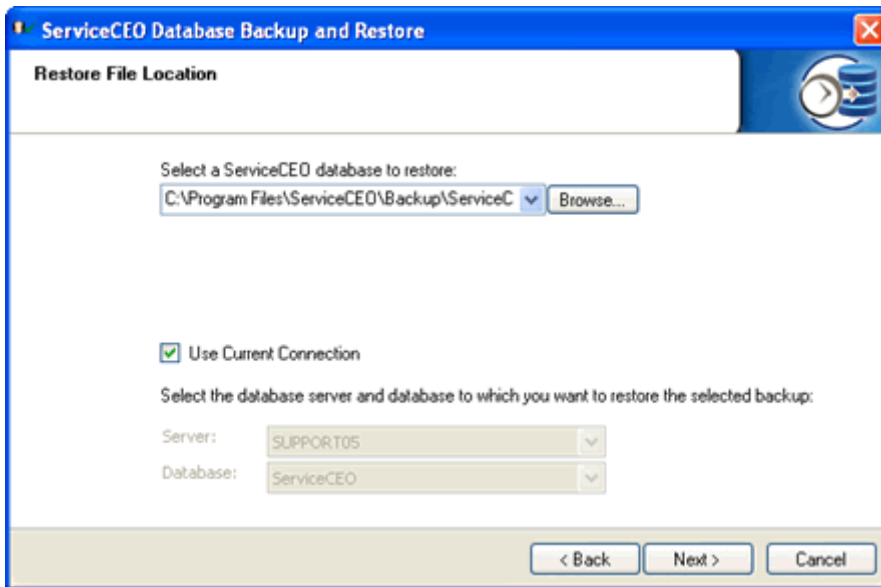 ServiceCEO Database Backup and Restore
Restore File Location
Select a ServiceCEO database to restore:
C:\Program Files\ServiceCEO\Backup\ServiceC Browse...
Use Current Connection
Select the database server and database to which you want to restore the selected backup:
Server: SUPPORT05
Database: ServiceCEO
< Back Next > Cancel